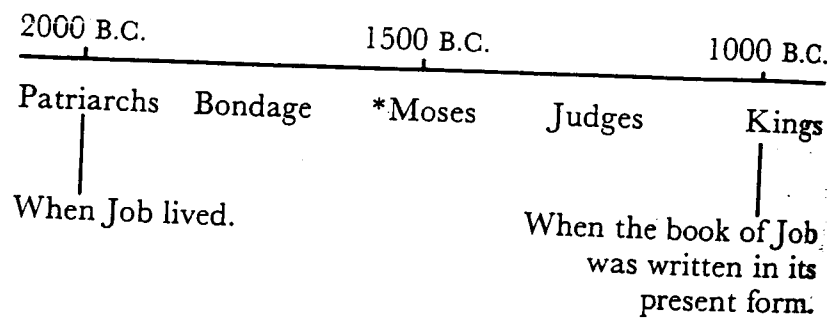 2000 B.C. 1500 B.C. 1000 B.C.
Patriarchs Bondage *Moses Judges Kings
When Job lived.
When the book of Job
was written in its
present form.